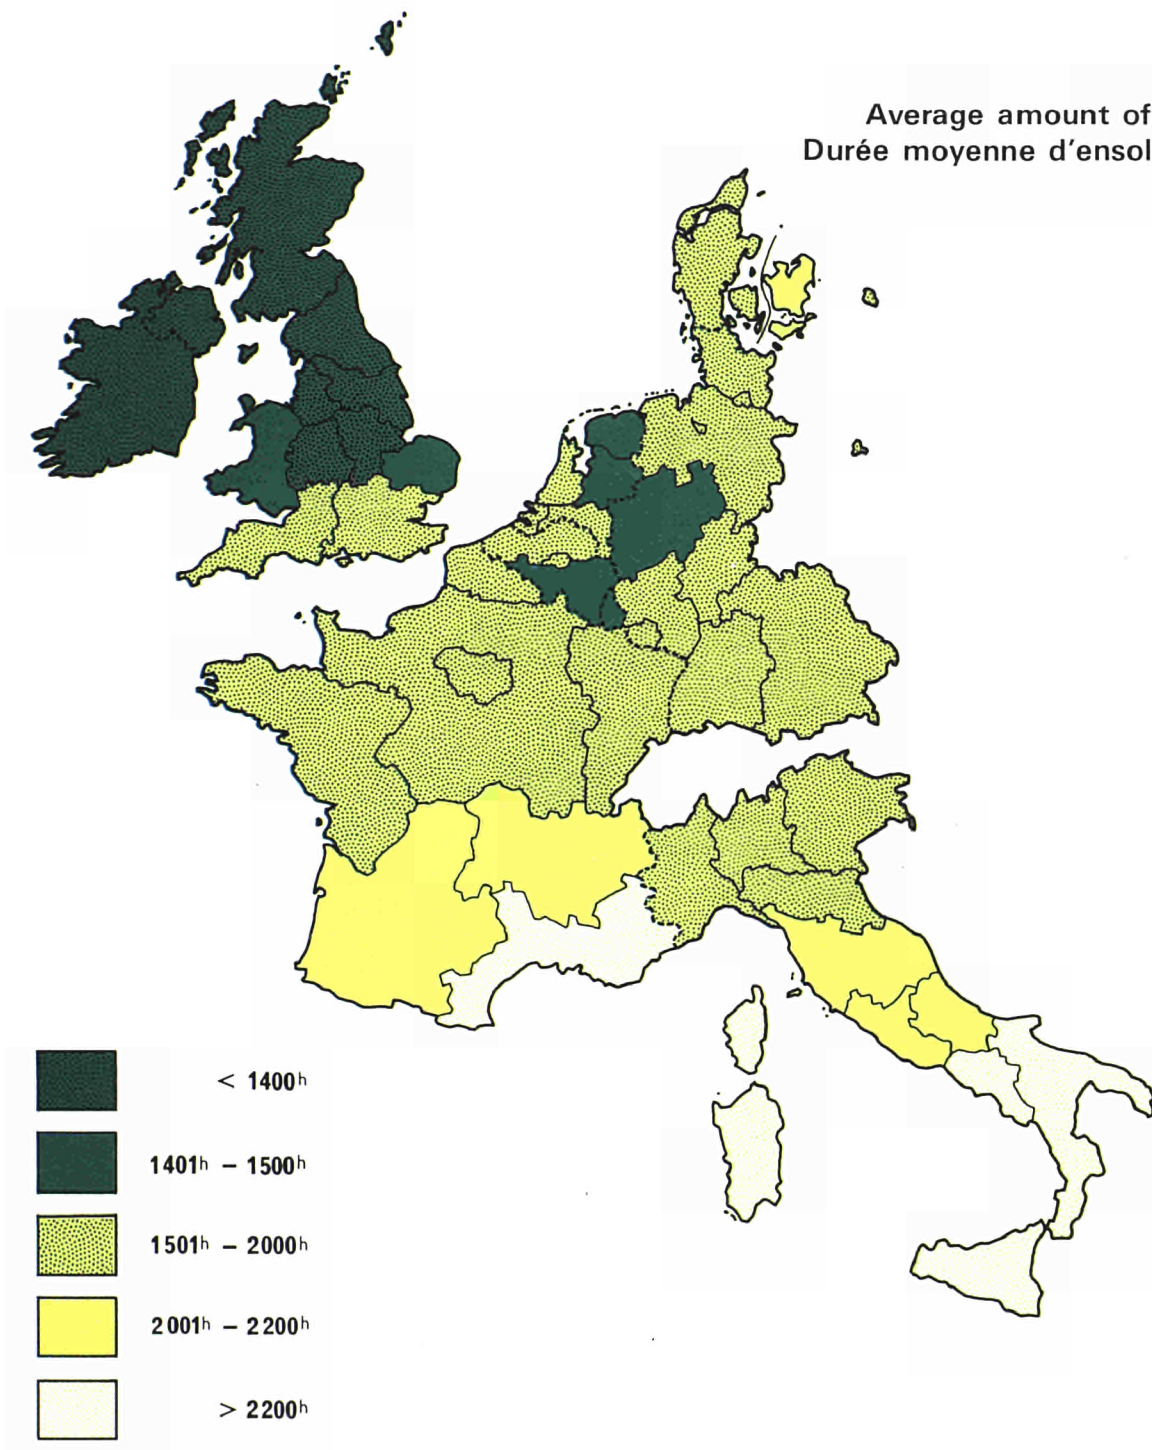 Average amount of
Durée moyenne d'ensol
< 1400h
1401h – 1500h
1501h – 2000h
2001h – 2200h
> 2200h